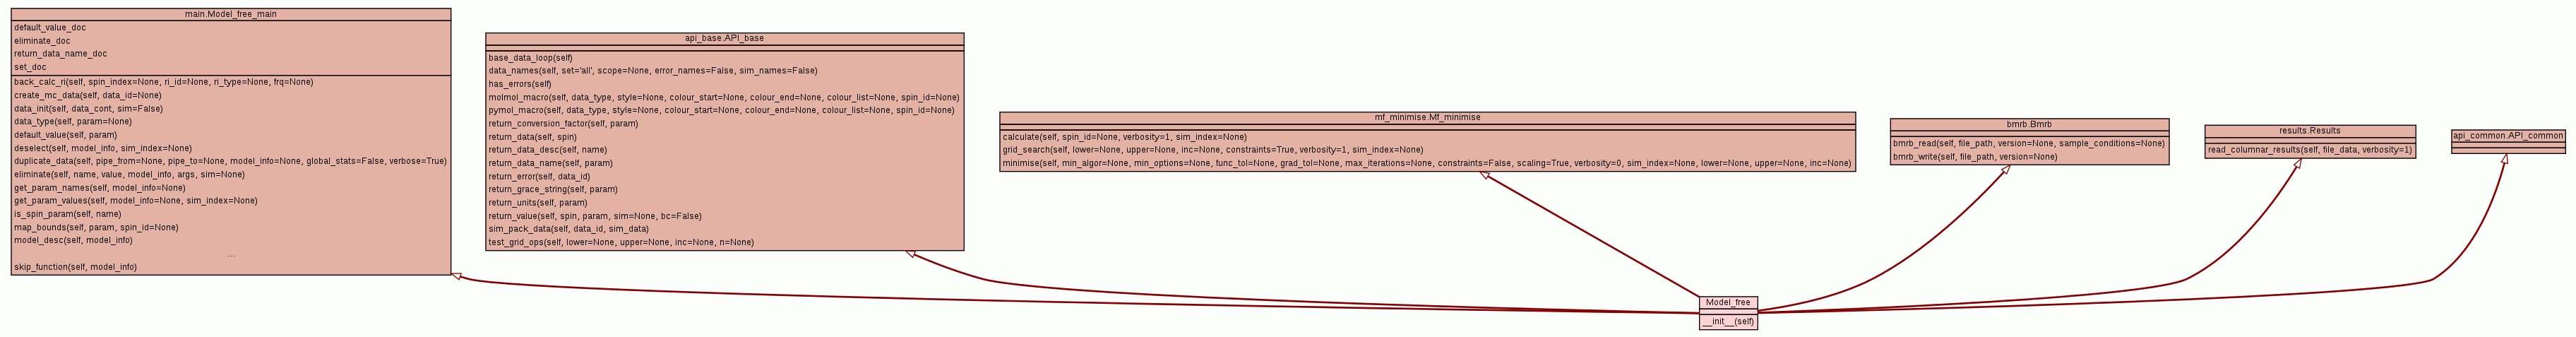 main.Model_free_main
default_value_doc
eliminate_doc
return_data_name_doc
set_doc
back_calc_ri(self, spin_index=None, ri_id=None, ri_type=None, frq=None)
create_mc_data(self, data_id=None)
data_init(self, data_cont, sim=False)
data_type(self, param=None)
default_value(self, param)
deselect(self, model_info, sim_index=None)
duplicate_data(self, pipe_from=None, pipe_to=None, model_info=None, global_stats=False, verbose=True)
eliminate(self, name, value, model_info, args, sim=None)
get_param_names(self, model_info=None)
get_param_values(self, model_info=None, sim_index=None)
is_spin_param(self, name)
map_bounds(self, param, spin_id=None)
model_desc(self, model_info)
...
skip_function(self, model_info)
api_base.API_base
base_data_loop(self)
data_names(self, set='all', scope=None, error_names=False, sim_names=False)
has_errors(self)
molmol_macro(self, data_type, style=None, colour_start=None, colour_end=None, colour_list=None, spin_id=None)
pymol_macro(self, data_type, style=None, colour_start=None, colour_end=None, colour_list=None, spin_id=None)
return_conversion_factor(self, param)
return_data(self, spin)
return_data_desc(self, name)
return_data_name(self, param)
return_error(self, data_id)
return_grace_string(self, param)
return_units(self, param)
return_value(self, spin, param, sim=None, bc=False)
sim_pack_data(self, data_id, sim_data)
test_grid_ops(self, lower=None, upper=None, inc=None, n=None)
mf_minimise.Mf_minimise
calculate(self, spin_id=None, verbosity=1, sim_index=None)
grid_search(self, lower=None, upper=None, inc=None, constraints=True, verbosity=1, sim_index=None)
minimise(self, min_algor=None, min_options=None, func_tol=None, grad_tol=None, max_iterations=None, constraints=False, scaling=True, verbosity=0, sim_index=None, lower=None, upper=None, inc=None)
bmrb.Bmrb
bmrb_read(self, file_path, version=None, sample_conditions=None)
bmrb_write(self, file_path, version=None)
results.Results
read_columnar_results(self, file_data, verbosity=1)
api_common.API_common
Model_free
__init__(self)